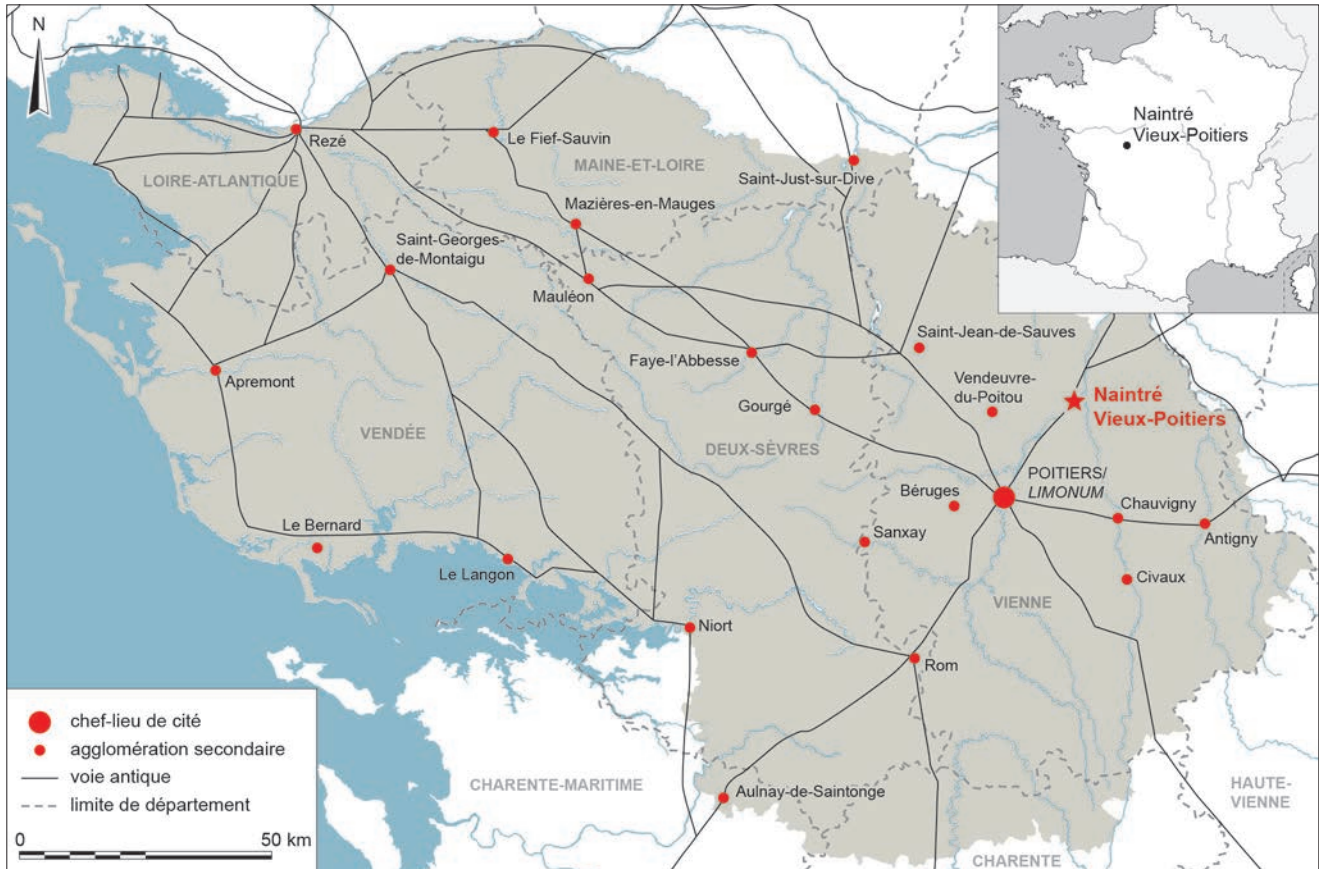 N
Naintré
Vieux-Poitiers
Rezé
Le Fief-Sauvin
MAINE-ET-LOIRE
Saint-Just-sur-Dive
LOIRE-ATLANTIQUE
Mazières-en-Mauges
Saint-Georges-
de-Montaigu
Mauléon
Saint-Jean-de-Sauves
Faye-l'Abbesse
Apremont
Vendeuvre-
du-Poitou
Naintré
Vieux-Poitiers
Gourgé
VENDÉE
DEUX-SÈVRES
POITIERS/
LIMONUM
Béruges
Chauvigny
Le Bernard
Sanxay
Antigny
Le Langon
Civaux
VIENNE
Niort
Rom
chef-lieu de cité
agglomération secondaire
voie antique
limite de département
0 50 km
CHARENTE-MARITIME
Aulnay-de-Saintonge
HAUTE-
VIENNE
CHARENTE